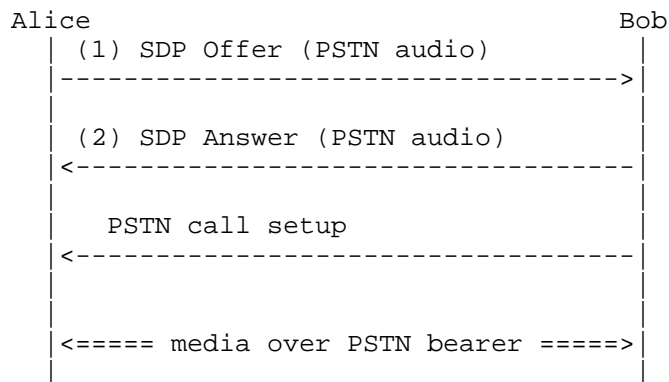 Alice Bob
(1) SDP Offer (PSTN audio)
(2) SDP Answer (PSTN audio)
PSTN call setup
<===== media over PSTN bearer =====>